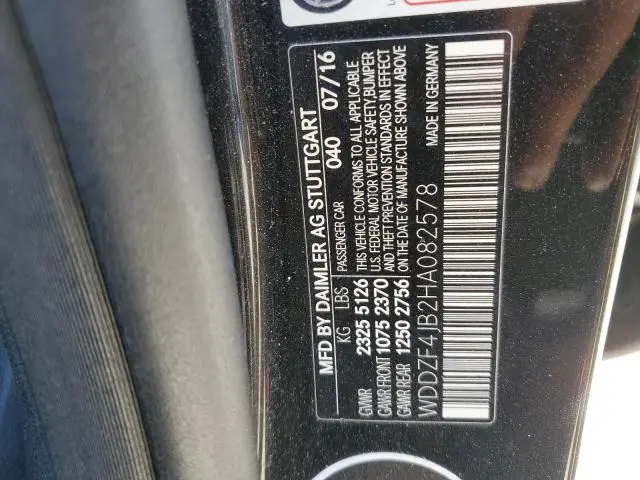 MFD BY DAIMLER AG STUTTGART
040 07/16
KG LBS PASSENGER CAR
GVWR 2325 5126 THIS VEHICLE CONFORMS TO ALL APPLICABLE
U.S. FEDERAL MOTOR VEHICLE SAFETY,BUMPER
GAWR FRONT 1075 2370 AND THEFT PREVENTION STANDARDS IN EFFECT
GAWR REAR 1250 2756 ON THE DATE OF MANUFACTURE SHOWN ABOVE
MADE IN GERMANY
WDDZF4JB2HA082578